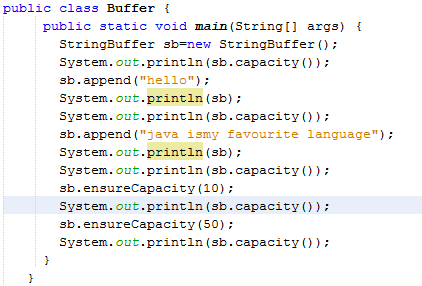 public class Buffer {
public static void main(String[] args) {
StringBuffer sb=new StringBuffer();
System.out.println(sb.capacity());
sb.append("hello");
System.out.println(sb);
System.out.println(sb.capacity());
sb.append("java ismy favourite language");
System.out.println(sb);
System.out.println(sb.capacity());
sb.ensureCapacity(10);
System.out.println(sb.capacity());
sb.ensureCapacity(50);
System.out.println(sb.capacity());
}
}